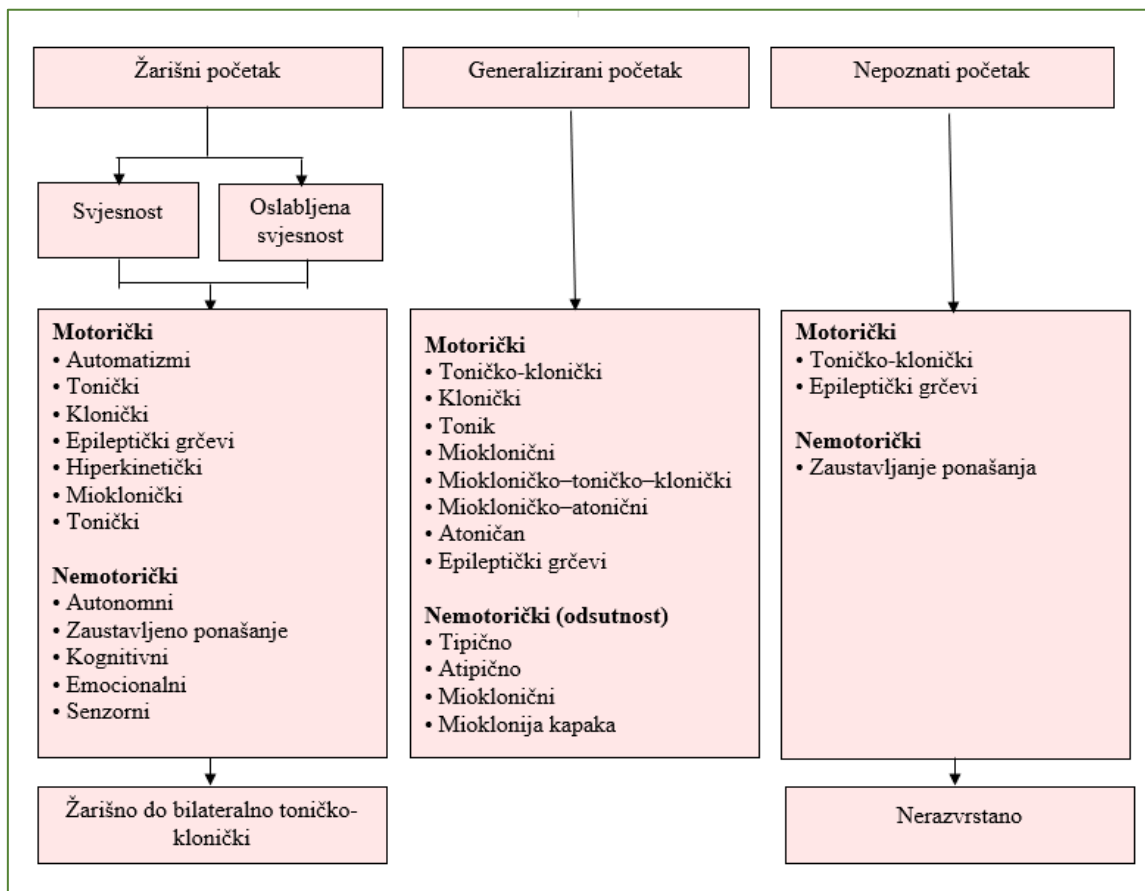 Žarišni početak
Generalizirani početak
Nepoznati početak
Svjesnost
Oslabljena
svjesnost
Motorički
• Automatizmi
• Tonički
• Klonički
• Epileptički grčevi
• Hiperkinetički
• Mioklonički
• Tonički
Nemotorički
• Autonomni
• Zaustavljeno ponašanje
• Kognitivni
• Emocionalni
• Senzorni
Motorički
• Toničko-klonički
• Klonički
• Tonik
• Mioklonični
• Miokloničko–toničko–klonički
• Miokloničko–atonični
• Atoničan
• Epileptički grčevi
Nemotorički (odsutnost)
• Tipično
• Atipično
• Mioklonični
• Mioklonija kapaka
Motorički
• Toničko-klonički
• Epileptički grčevi
Nemotorički
• Zaustavljanje ponašanja
Žarišno do bilateralno toničko-
klonički
Nerazvrstano